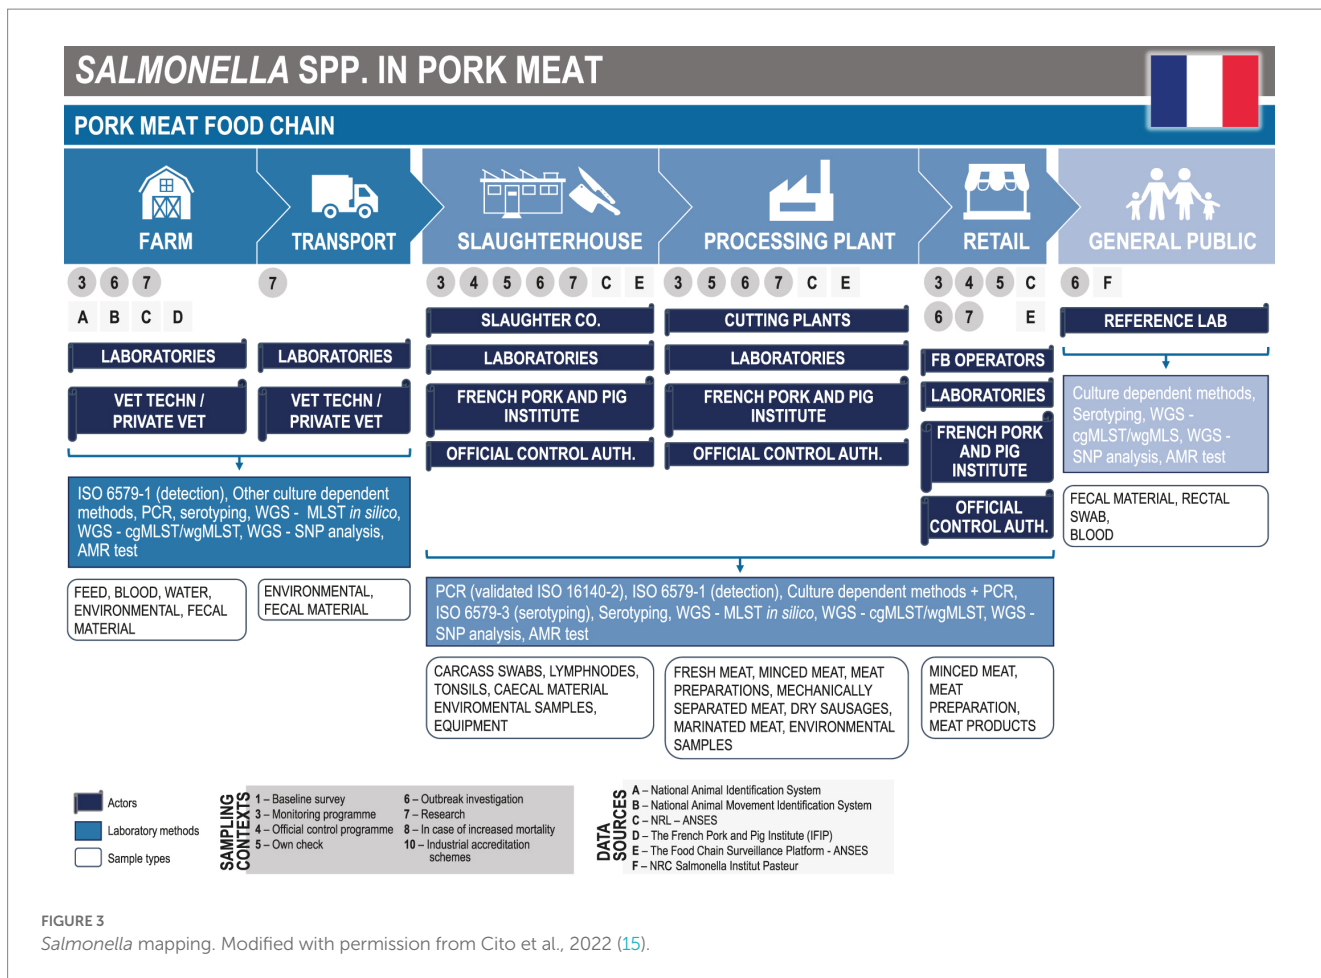 SALMONELLA SPP. IN PORK MEAT
PORK MEAT FOOD CHAIN
FARM
TRANSPORT
SLAUGHTERHOUSE
PROCESSING PLANT
RETAIL
GENERAL PUBLIC
3 6 7
A B C D
LABORATORIES
VET TECHN /
PRIVATE VET
7
LABORATORIES
VET TECHN /
PRIVATE VET
ISO 6579-1 (detection), Other culture dependent
methods, PCR, serotyping, WGS - MLST in silico,
WGS - cgMLST/wgMLST, WGS - SNP analysis,
AMR test
FEED, BLOOD, WATER,
ENVIRONMENTAL, FECAL
MATERIAL
ENVIRONMENTAL,
FECAL MATERIAL
3 4 5 6 7 C E
SLAUGHTER CO.
LABORATORIES
FRENCH PORK AND PIG
INSTITUTE
OFFICIAL CONTROL AUTH.
3 5 6 7 C E
CUTTING PLANTS
LABORATORIES
FRENCH PORK AND PIG
INSTITUTE
OFFICIAL CONTROL AUTH.
3 4 5 C
6 7 E
FB OPERATORS
LABORATORIES
FRENCH PORK
AND PIG
INSTITUTE
OFFICIAL
CONTROL AUTH.
PCR (validated ISO 16140-2), ISO 6579-1 (detection), Culture dependent methods + PCR,
ISO 6579-3 (serotyping), Serotyping, WGS - MLST in silico, WGS - cgMLST/wgMLST, WGS -
SNP analysis, AMR test
CARCASS SWABS, LYMPHNODES,
TONSILS, CAECAL MATERIAL
ENVIROMENTAL SAMPLES,
EQUIPMENT
FRESH MEAT, MINCED MEAT, MEAT
PREPARATIONS, MECHANICALLY
SEPARATED MEAT, DRY SAUSAGES,
MARINATED MEAT, ENVIRONMENTAL
SAMPLES
MINCED MEAT,
MEAT
PREPARATION,
MEAT PRODUCTS
6 F
REFERENCE LAB
Culture dependent methods,
Serotyping, WGS -
cgMLST/wgMLS, WGS -
SNP analysis, AMR test
FECAL MATERIAL, RECTAL
SWAB,
BLOOD
Actors
Laboratory methods
Sample types
SAMPLING
CONTEXTS
1 – Baseline survey
3 – Monitoring programme
4 – Official control programme
5 – Own check
6 – Outbreak investigation
7 – Research
8 – In case of increased mortality
10 – Industrial accreditation
schemes
DATA
SOURCES
A – National Animal Identification System
B – National Animal Movement Identification System
C – NRL – ANSES
D – The French Pork and Pig Institute (IFIP)
E – The Food Chain Surveillance Platform - ANSES
F – NRC Salmonella Institut Pasteur
FIGURE 3
Salmonella mapping. Modified with permission from Cito et al., 2022 (15).